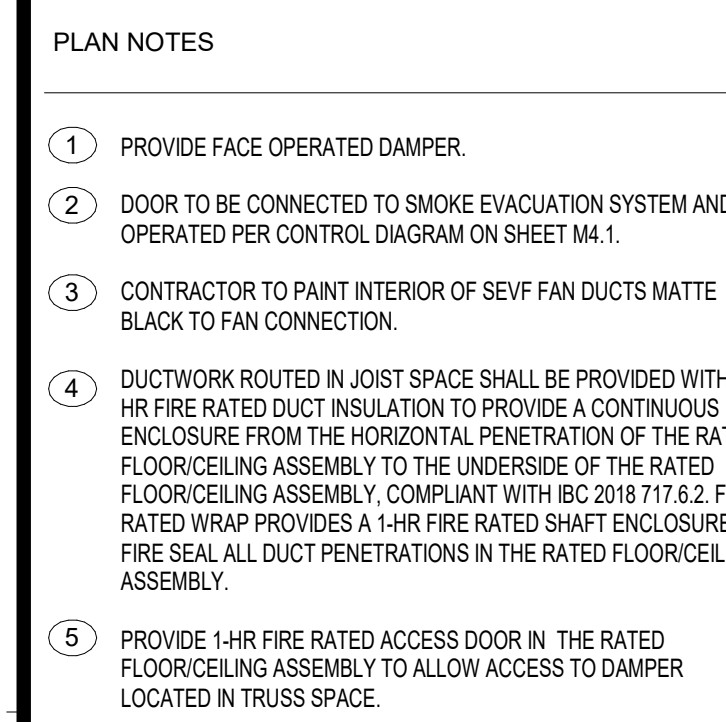 PLAN NOTES
1 PROVIDE FACE OPERATED DAMPER.
2 DOOR TO BE CONNECTED TO SMOKE EVACUATION SYSTEM AND
OPERATED PER CONTROL DIAGRAM ON SHEET M4.1.
3 CONTRACTOR TO PAINT INTERIOR OF SEVF FAN DUCTS MATTE
BLACK TO FAN CONNECTION.
4 DUCTWORK ROUTED IN JOIST SPACE SHALL BE PROVIDED WITH
HR FIRE RATED DUCT INSULATION TO PROVIDE A CONTINUOUS
ENCLOSURE FROM THE HORIZONTAL PENETRATION OF THE RAT
FLOOR/CEILING ASSEMBLY TO THE UNDERSIDE OF THE RATED
FLOOR/CEILING ASSEMBLY, COMPLIANT WITH IBC 2018 717.6.2. F
RATED WRAP PROVIDES A 1-HR FIRE RATED SHAFT ENCLOSURE
FIRE SEAL ALL DUCT PENETRATIONS IN THE RATED FLOOR/CEIL
ASSEMBLY.
5 PROVIDE 1-HR FIRE RATED ACCESS DOOR IN THE RATED
FLOOR/CEILING ASSEMBLY TO ALLOW ACCESS TO DAMPER
LOCATED IN TRUSS SPACE.